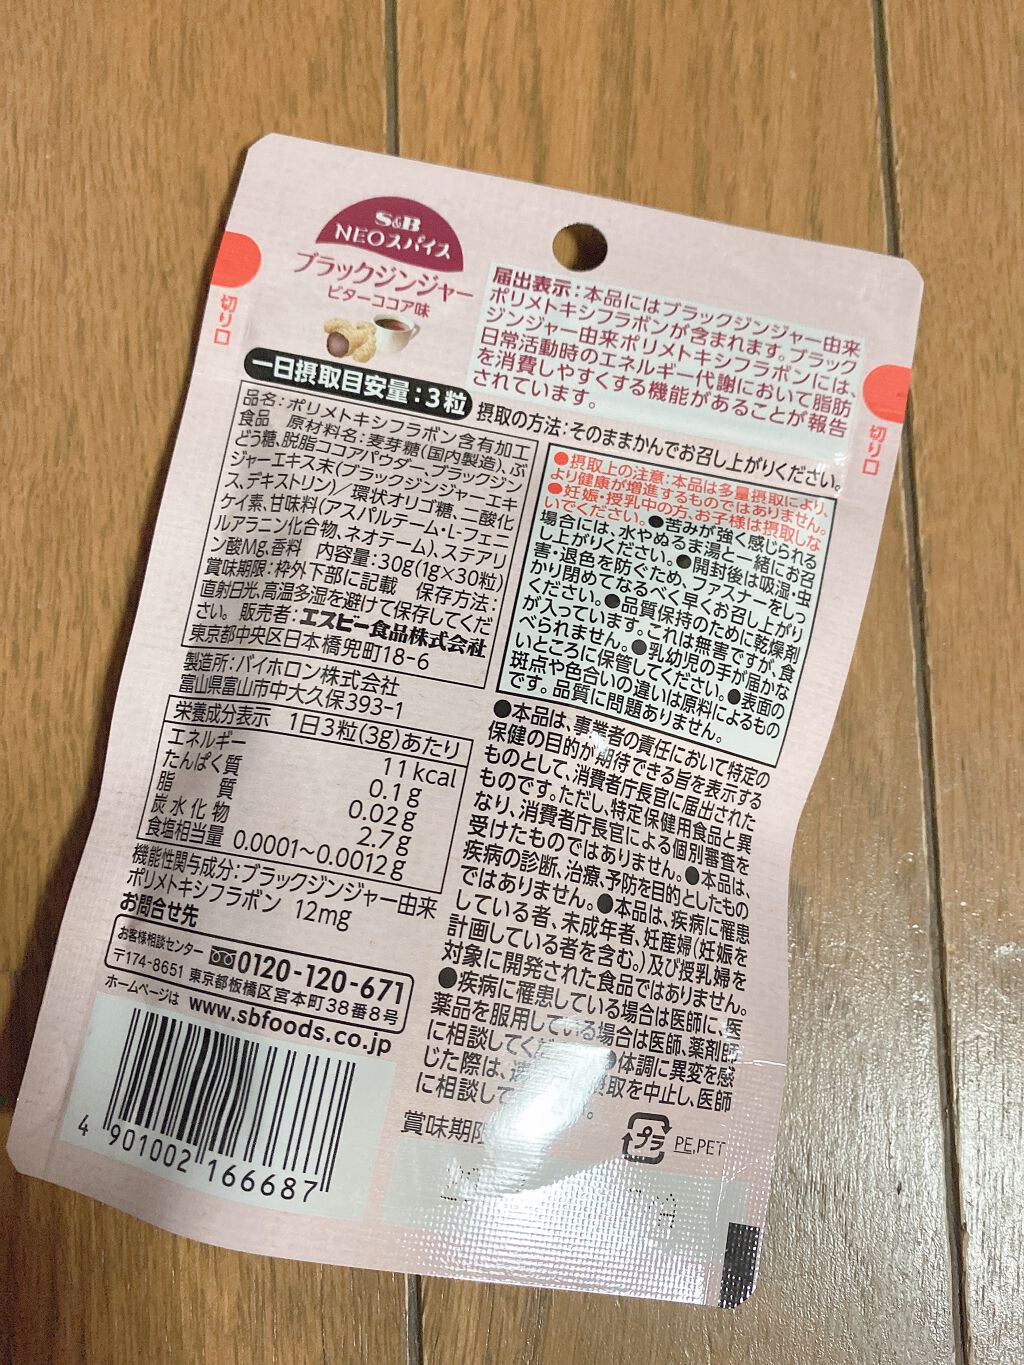 S&B
NEOスパイス
ブラックジンジャー
ビターココア味
切り口
届出表示：本品にはブラックジンジャー由来
ポリメトキシフラボンが含まれます。ブラック
ジンジャー由来ポリメトキシフラボンには、
日常活動時のエネルギー代謝において脂肪
を消費しやすくする機能があることが報告
されています。
切り口
一日摂取目安量：3粒
摂取の方法：そのままかんでお召し上がりください。
品名：ポリメトキシフラボン含有加工
食品　原材料名：麦芽糖(国内製造)、ぶ
どう糖、脱脂ココアパウダー、ブラックジン
ジャーエキス末(ブラックジンジャーエキ
ス、デキストリン)／環状オリゴ糖、二酸化
ケイ素、甘味料(アスパルテーム・L-フェニ
ルアラニン化合物、ネオテーム)、ステアリ
ン酸Mg、香料　内容量：30g(1g×30粒)
賞味期限：枠外下部に記載　保存方法：
直射日光、高温多湿を避けて保存してくだ
さい。販売者：エスビー食品株式会社
東京都中央区日本橋兜町18-6
製造所：バイホロン株式会社
富山県富山市中大久保393-1
栄養成分表示　1日3粒(3g)あたり
エネルギー　11kcal
たんぱく質　0.1g
脂質　0.02g
炭水化物　2.7g
食塩相当量　0.0001～0.0012g
機能性関与成分：ブラックジンジャー由来
ポリメトキシフラボン　12mg
お問合せ先
お客様相談センター　0120-120-671
〒174-8651 東京都板橋区宮本町38番8号
ホームページは　www.sbfoods.co.jp
4 901002 166687
●摂取上の注意：本品は多量摂取により、
より健康が増進するものではありません。
●妊娠・授乳中の方、お子様は摂取しな
いでください。●苦みが強く感じられる
場合には、水やぬるま湯と一緒にお召
し上がりください。●開封後は吸湿・虫
害・退色を防ぐため、ファスナーをしっ
かり閉めてなるべく早くお召し上がり
ください。●品質保持のために乾燥剤
が入っています。これは無害ですが、食
べられません。●乳幼児の手が届かな
いところに保管してください。●表面の
斑点や色合いの違いは原料によるもの
です。品質に問題ありません。
●本品は、事業者の責任において特定の
保健の目的が期待できる旨を表示する
ものとして、消費者庁長官に届出された
ものです。ただし、特定保健用食品と異
なり、消費者庁長官による個別審査を
受けたものではありません。●本品は、
疾病の診断、治療、予防を目的としたもの
ではありません。●本品は、疾病に罹患
している者、未成年者、妊産婦(妊娠を
計画している者を含む。)及び授乳婦を
対象に開発された食品ではありません。
●疾病に罹患している場合は医師に、医
薬品を服用している場合は医師、薬剤師
に相談してくだ　●体調に異変を感
じた際は、　摂取を中止し、医師
に相談して
賞味期限
プラ
PE,PET